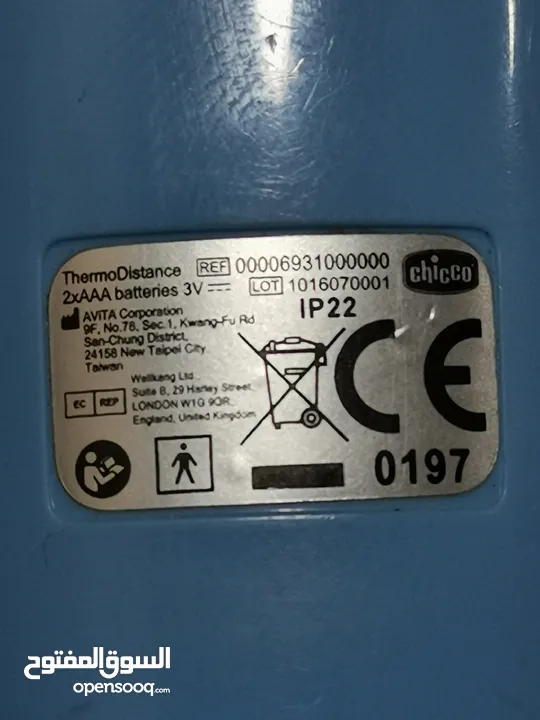 ThermoDistance REF 00006931000000 chicco
2xAAA batteries 3V LOT 1016070001
IP22
AVITA Corporation
9F, No.78, Sec.1, Kwang-Fu Rd
San-Chung District,
24158 New Taipei City
Taiwan
EC REP
Wellkang Ltd.
Suite B, 29 Harley Street
LONDON W1G 9QR,
England, United Kingdom
CE
0197
السوق المفتوح
opensooq.com